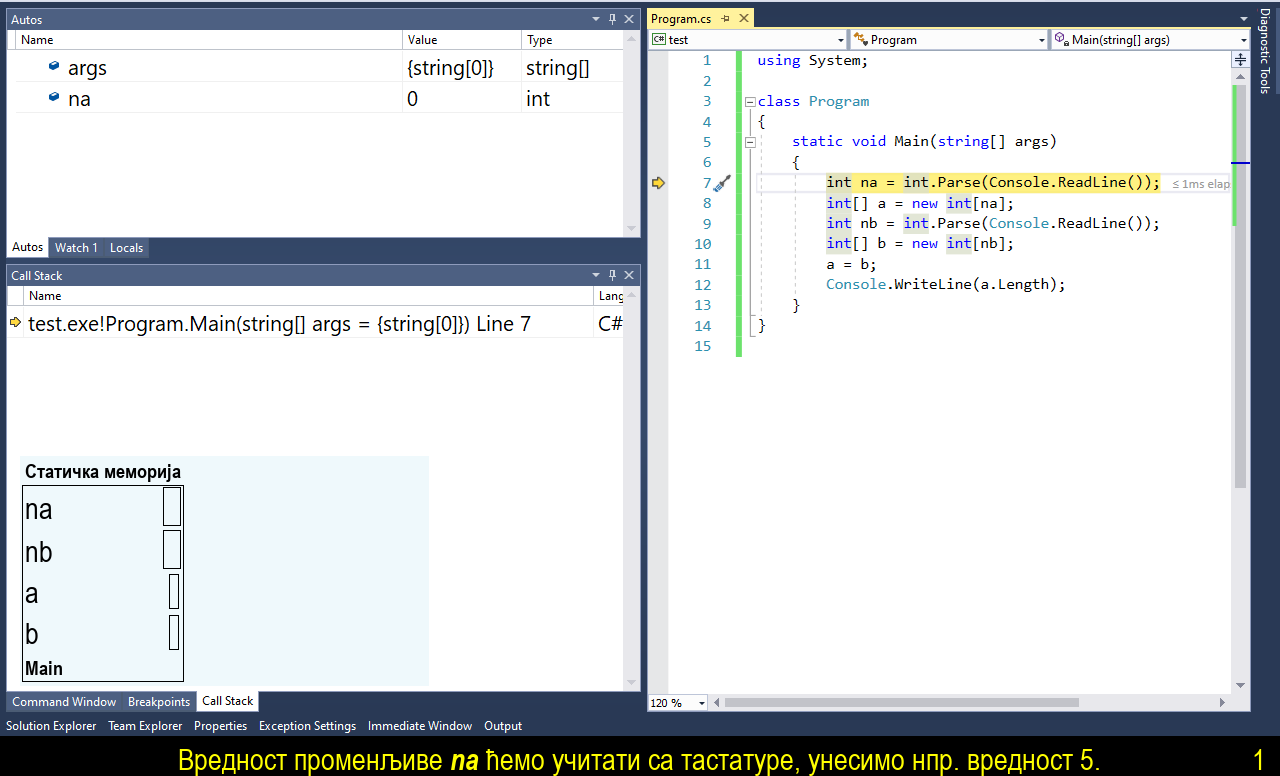 Autos
Name Value Type
args {string[0]} string[]
na 0 int
Autos Watch 1 Locals
Call Stack
Name Lang
test.exe!Program.Main(string[] args = {string[0]}) Line 7 C#
Статичка меморија
na
nb
a
b
Main
Command Window Breakpoints Call Stack
Solution Explorer Team Explorer Properties Exception Settings Immediate Window Output
Program.cs
C# test Program Main(string[] args)
1 using System;
2
3 class Program
4 {
5 static void Main(string[] args)
6 {
7 int na = int.Parse(Console.ReadLine()); ≤ 1ms elap
8 int[] a = new int[na];
9 int nb = int.Parse(Console.ReadLine());
10 int[] b = new int[nb];
11 a = b;
12 Console.WriteLine(a.Length);
13 }
14 }
15
120 %
Diagnostic Tools
Вредност променљиве na ћемо учитати са тастатуре, унесимо нпр. вредност 5. 1